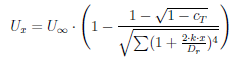 U_x = U_∞ · ( 1 − (1 − √(1 − c_T)) / √(∑(1 + (2·k·x)/D_r)^4) )